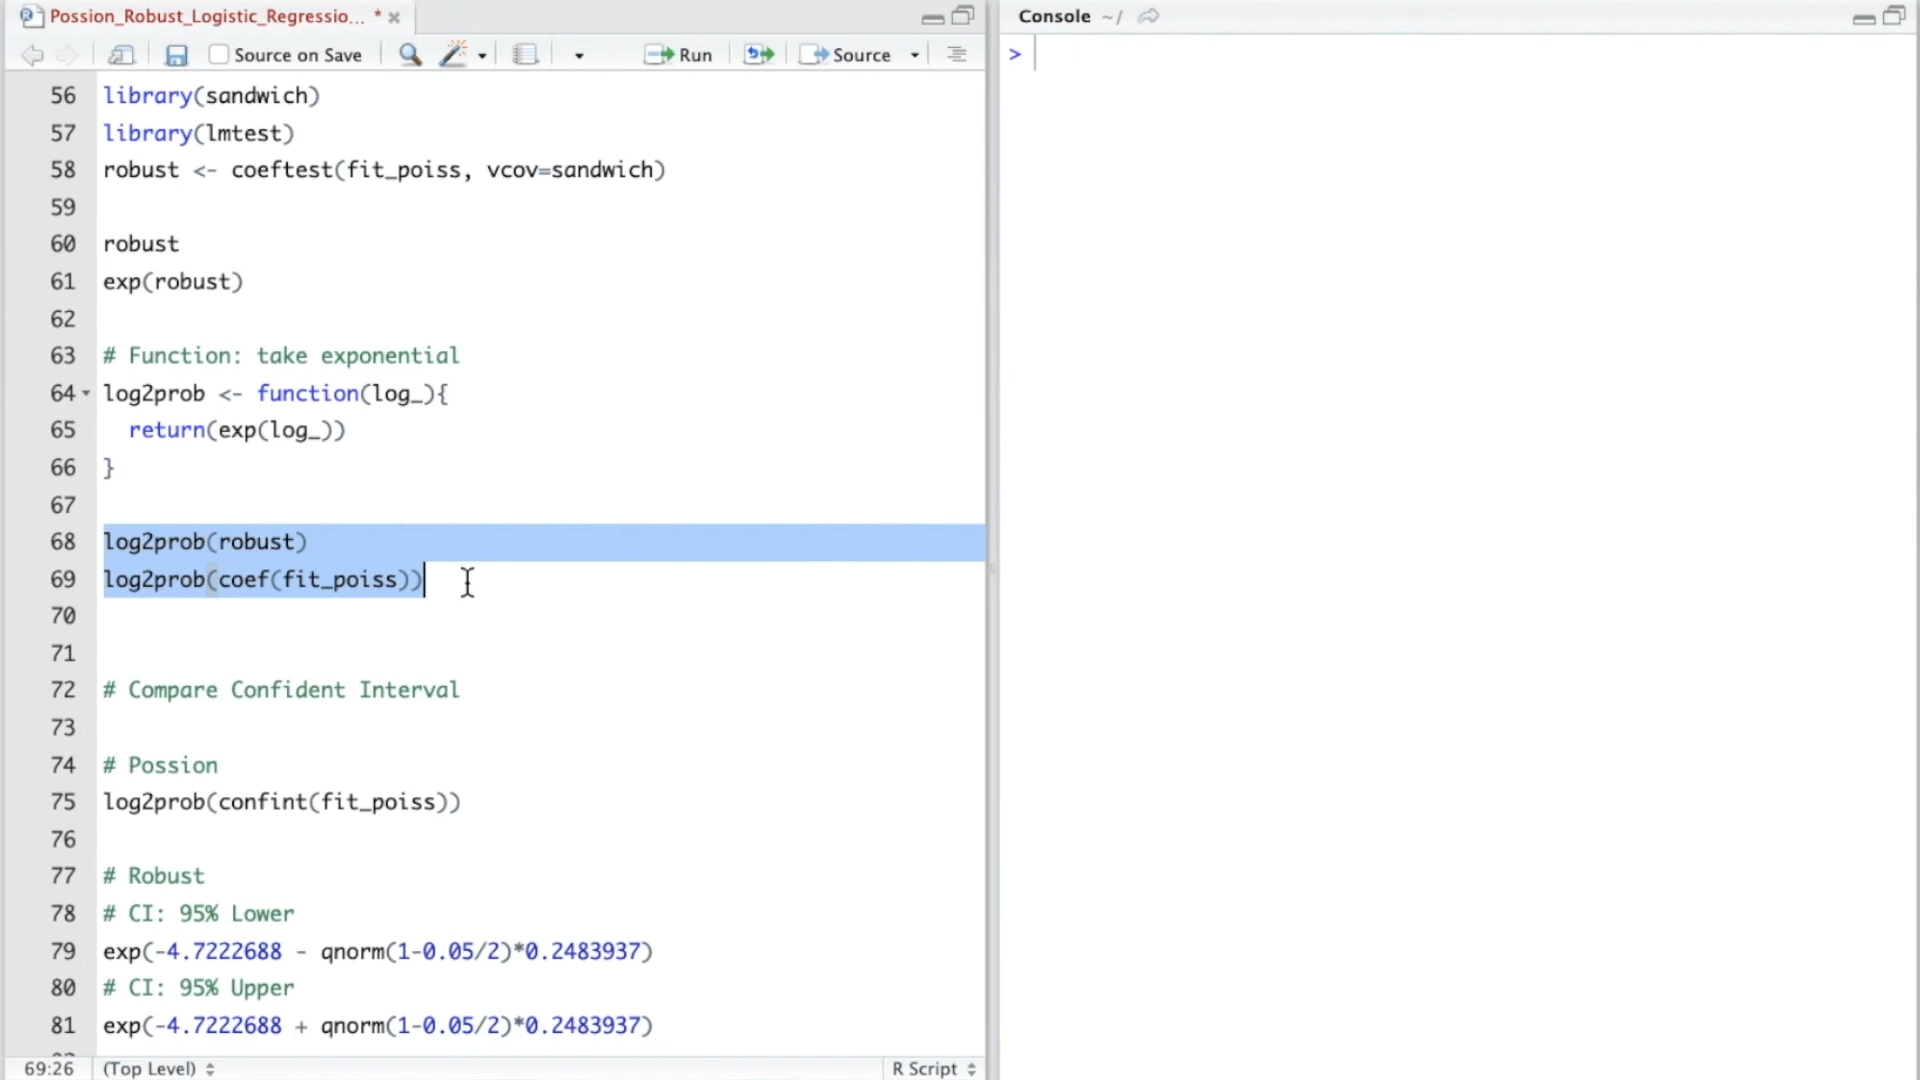 Possion_Robust_Logistic_Regressio... *
Source on Save
Run
Source
56 library(sandwich)
57 library(lmtest)
58 robust <- coeftest(fit_poiss, vcov=sandwich)
59
60 robust
61 exp(robust)
62
63 # Function: take exponential
64 log2prob <- function(log_){
65 return(exp(log_))
66 }
67
68 log2prob(robust)
69 log2prob(coef(fit_poiss))
70
71
72 # Compare Confident Interval
73
74 # Possion
75 log2prob(confint(fit_poiss))
76
77 # Robust
78 # CI: 95% Lower
79 exp(-4.7222688 - qnorm(1-0.05/2)*0.2483937)
80 # CI: 95% Upper
81 exp(-4.7222688 + qnorm(1-0.05/2)*0.2483937)
69:26 (Top Level) R Script
Console ~/
>